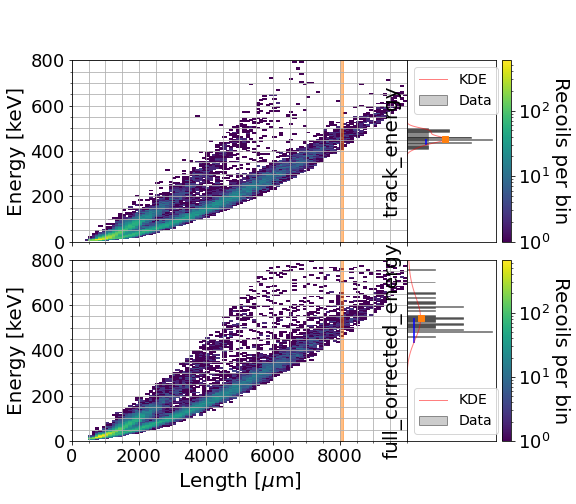 800
600
400
200
0
Energy [keV]
track_energy
KDE
Data
10²
10¹
10⁰
Recoils per bin
800
600
400
200
0
Energy [keV]
full_corrected_energy
KDE
Data
10²
10¹
10⁰
Recoils per bin
0
2000
4000
6000
8000
Length [μm]